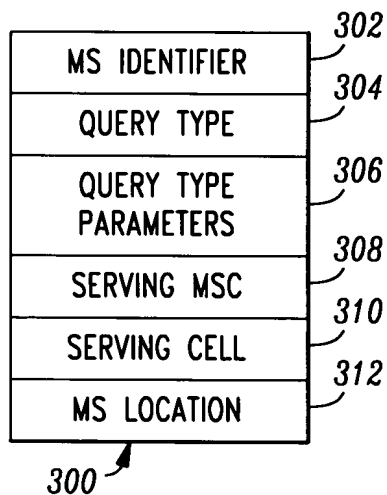 302
MS IDENTIFIER
304
QUERY TYPE
306
QUERY TYPE
PARAMETERS
308
SERVING MSC
310
SERVING CELL
312
MS LOCATION
300